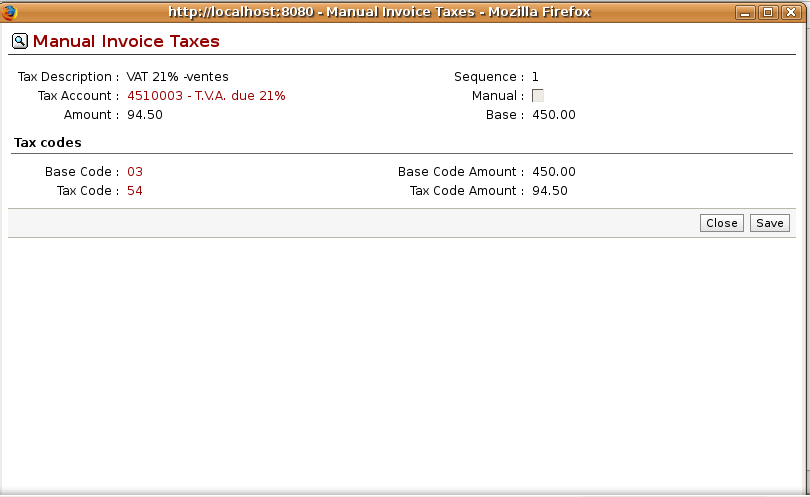 http://localhost:8080 - Manual Invoice Taxes - Mozilla Firefox
Manual Invoice Taxes
Tax Description : VAT 21% -ventes Sequence : 1
Tax Account : 4510003 - T.V.A. due 21% Manual :
Amount : 94.50 Base : 450.00
Tax codes
Base Code : 03 Base Code Amount : 450.00
Tax Code : 54 Tax Code Amount : 94.50
Close Save